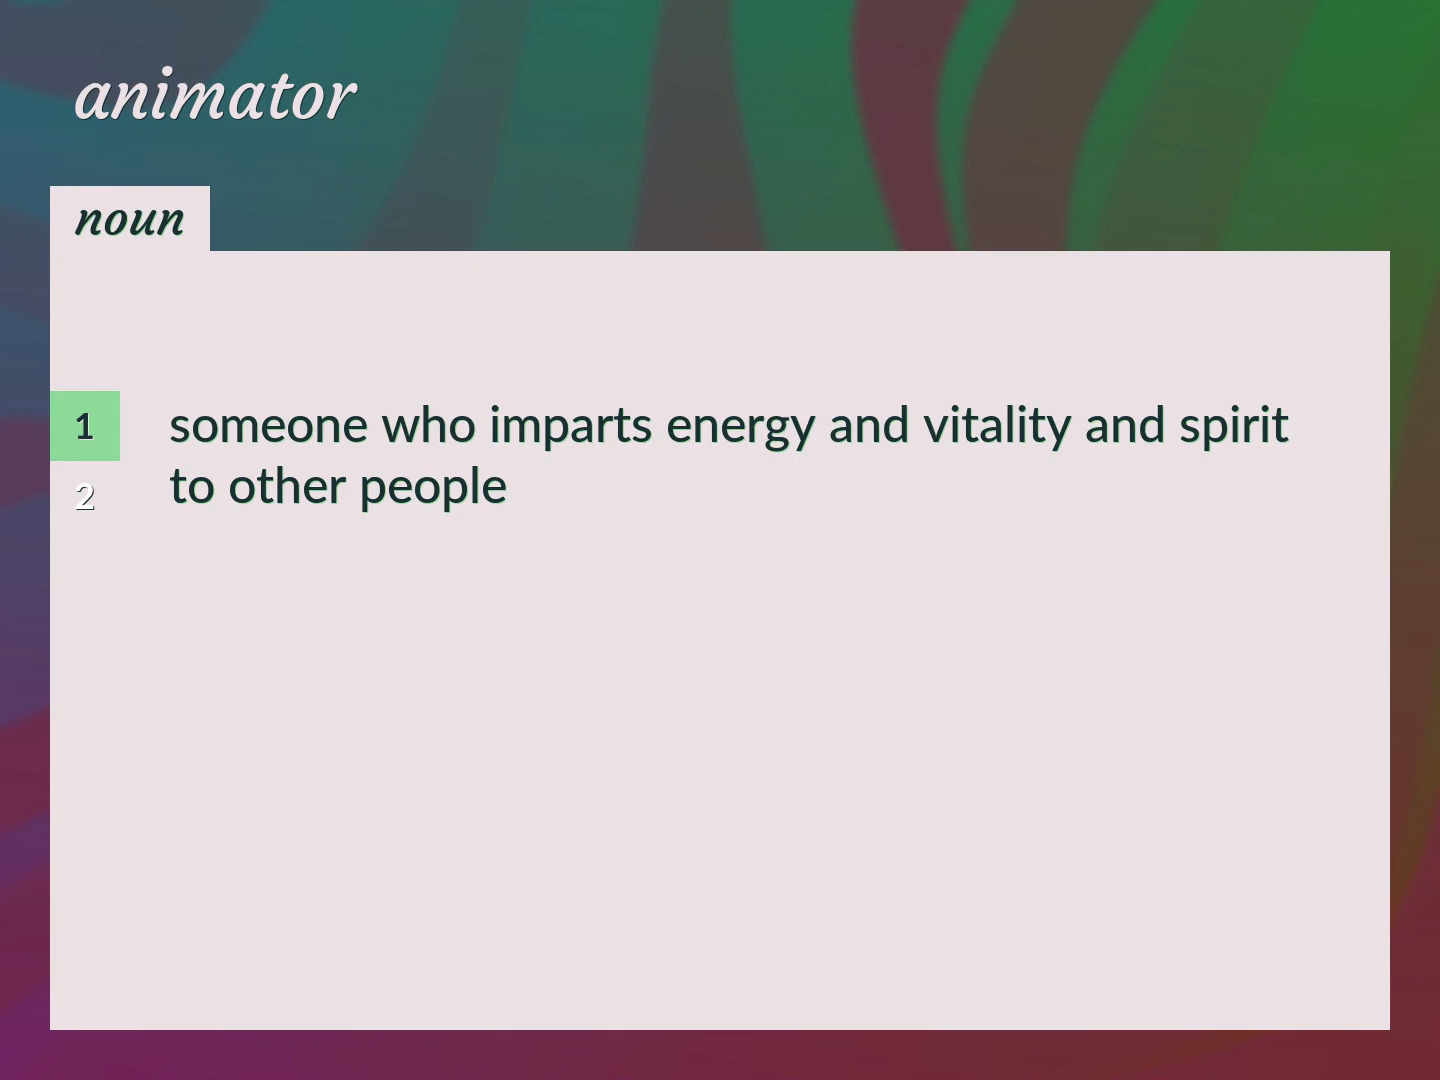 animator
noun
1
someone who imparts energy and vitality and spirit
to other people
2